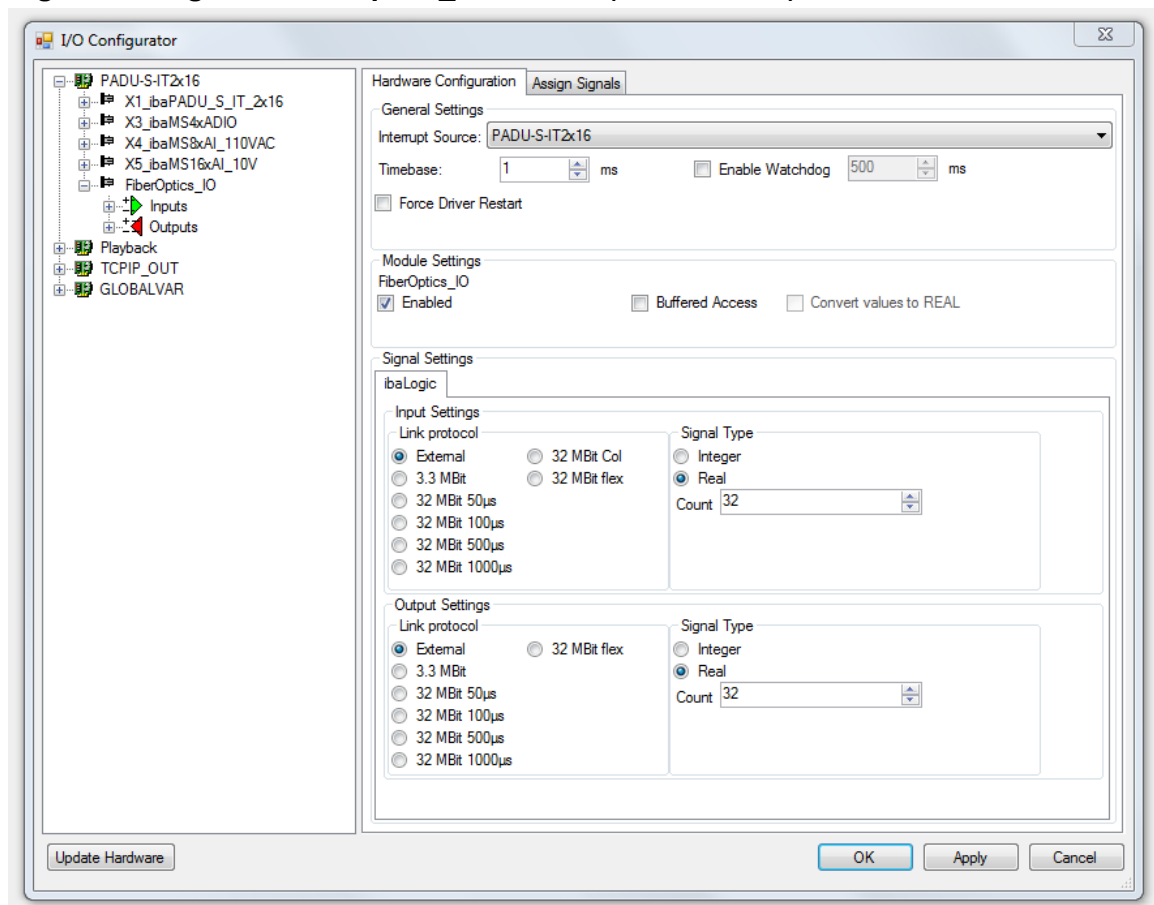 I/O Configurator
PADU-S-IT2x16
X1_ibaPADU_S_IT_2x16
X3_ibaMS4xADIO
X4_ibaMS8xAI_110VAC
X5_ibaMS16xAI_10V
FiberOptics_IO
Inputs
Outputs
Playback
TCPIP_OUT
GLOBALVAR
Hardware Configuration Assign Signals
General Settings
Interrupt Source: PADU-S-IT2x16
Timebase: 1 ms Enable Watchdog 500 ms
Force Driver Restart
Module Settings
FiberOptics_IO
Enabled Buffered Access Convert values to REAL
Signal Settings
ibaLogic
Input Settings
Link protocol
External 32 MBit Col
3.3 MBit 32 MBit flex
32 MBit 50µs
32 MBit 100µs
32 MBit 500µs
32 MBit 1000µs
Signal Type
Integer
Real
Count 32
Output Settings
Link protocol
External 32 MBit flex
3.3 MBit
32 MBit 50µs
32 MBit 100µs
32 MBit 500µs
32 MBit 1000µs
Signal Type
Integer
Real
Count 32
Update Hardware OK Apply Cancel